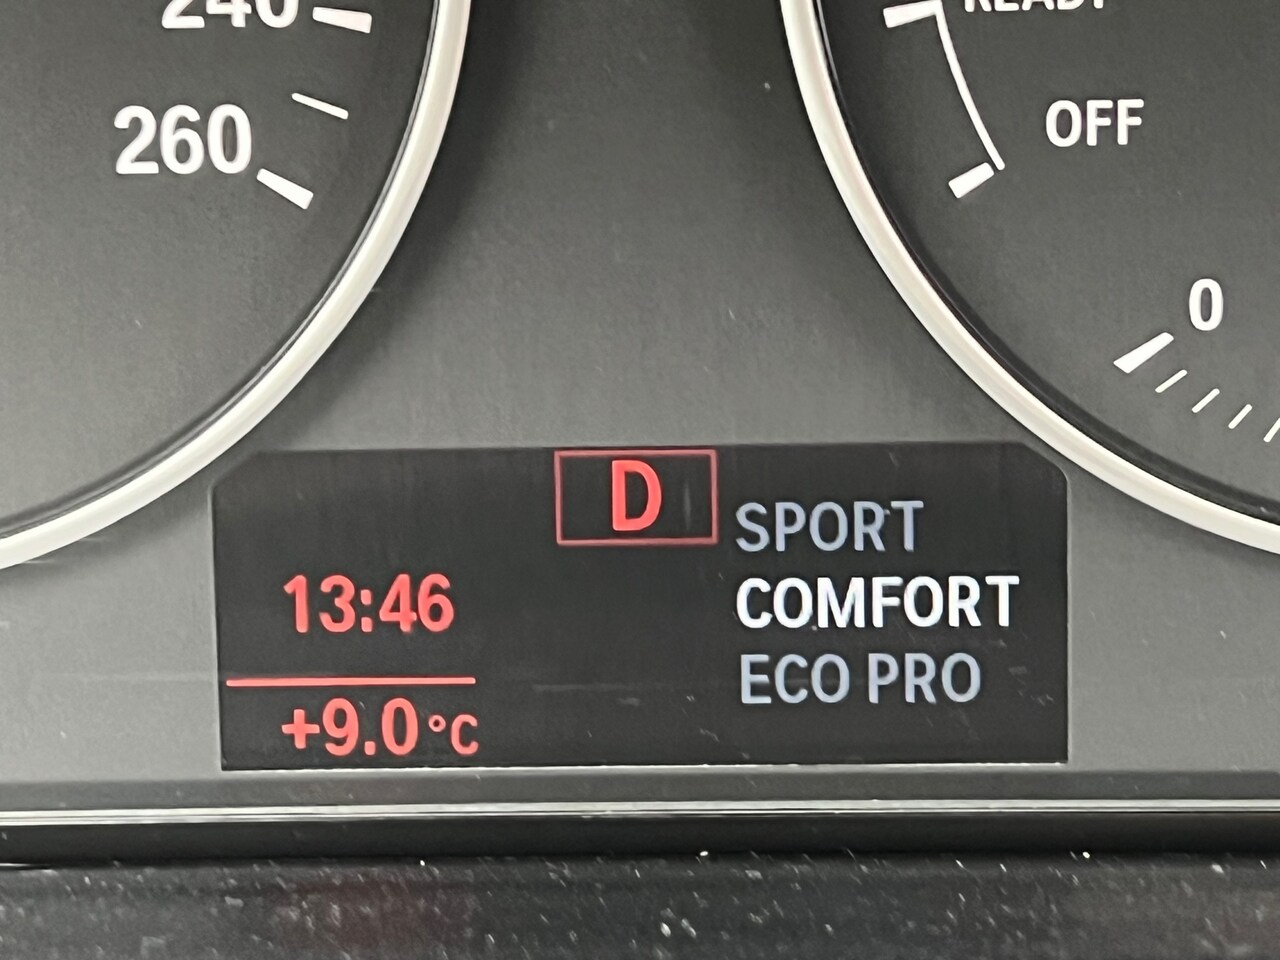 240
260
READY
OFF
0
D
SPORT
13:46
COMFORT
ECO PRO
+9.0°C